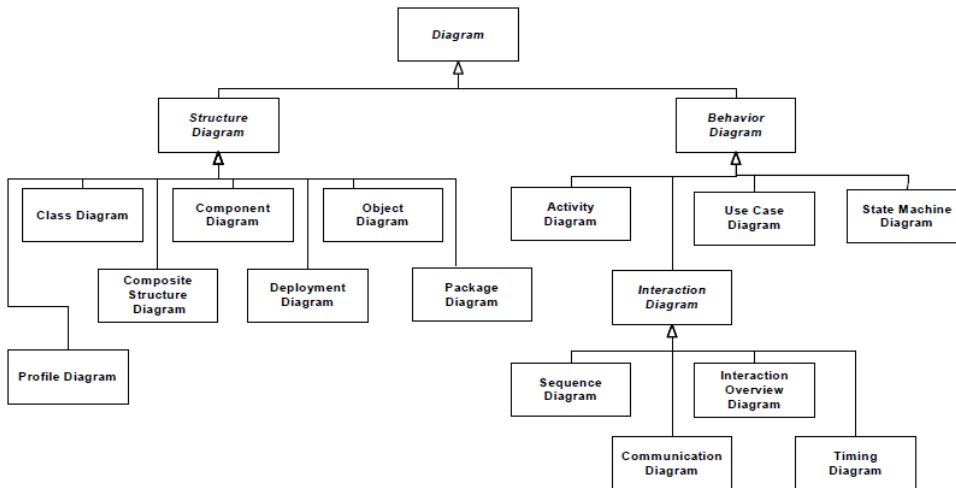 Diagram
Structure
Diagram
Behavior
Diagram
Class Diagram
Component
Diagram
Object
Diagram
Activity
Diagram
Use Case
Diagram
State Machine
Diagram
Composite
Structure
Diagram
Deployment
Diagram
Package
Diagram
Interaction
Diagram
Profile Diagram
Sequence
Diagram
Interaction
Overview
Diagram
Communication
Diagram
Timing
Diagram